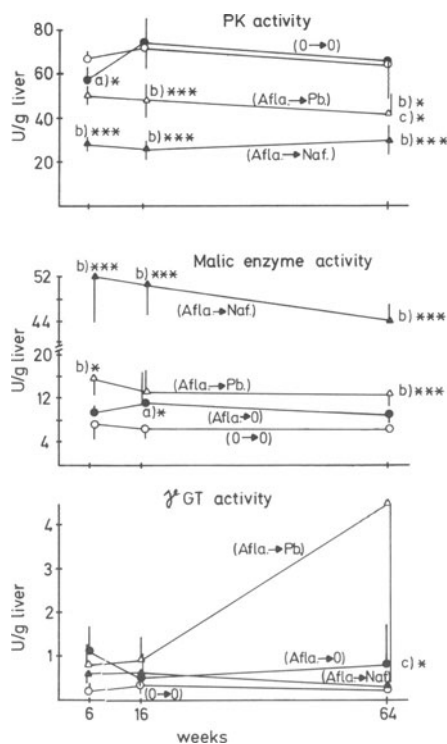 PK activity
U/g liver
80
60
40
20
(0→0)
a)*
b)***
(Afla.→Pb.)
b)*
c)*
b)***
b)***
(Afla.→Naf.)
b)***
Malic enzyme activity
U/g liver
52
44
20
12
4
b)***
b)***
(Afla.→Naf.)
b)***
b)*
(Afla.→Pb.)
b)***
a)*
(Afla→0)
(0→0)
γGT activity
U/g liver
4
3
2
1
(Afla.→Pb.)
(Afla.→0)
c)*
(Afla.→Naf.)
(0→0)
6
16
64
weeks